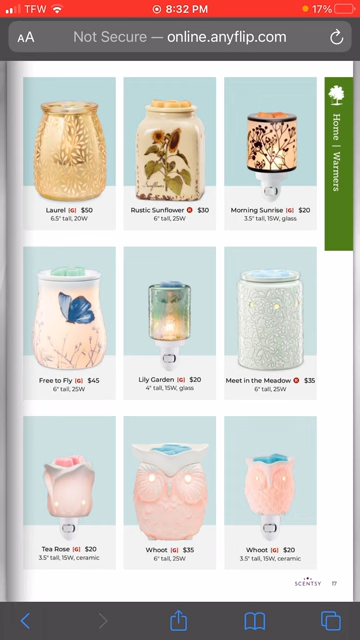 TFW
8:32 PM
17%
AA
Not Secure — online.anyflip.com
Home | Warmers
Laurel (G) $50
6.5" tall, 20W
Rustic Sunflower $30
6" tall, 25W
Morning Sunrise (G) $20
3.5" tall, 15W, glass
Free to Fly (G) $45
6" tall, 25W
Lily Garden (G) $20
4" tall, 15W, glass
Meet in the Meadow $35
6" tall, 25W
Tea Rose (G) $20
3.5" tall, 15W, ceramic
Whoot (G) $35
6" tall, 25W
Whoot (G) $20
3.5" tall, 15W, ceramic
SCENTSY 17